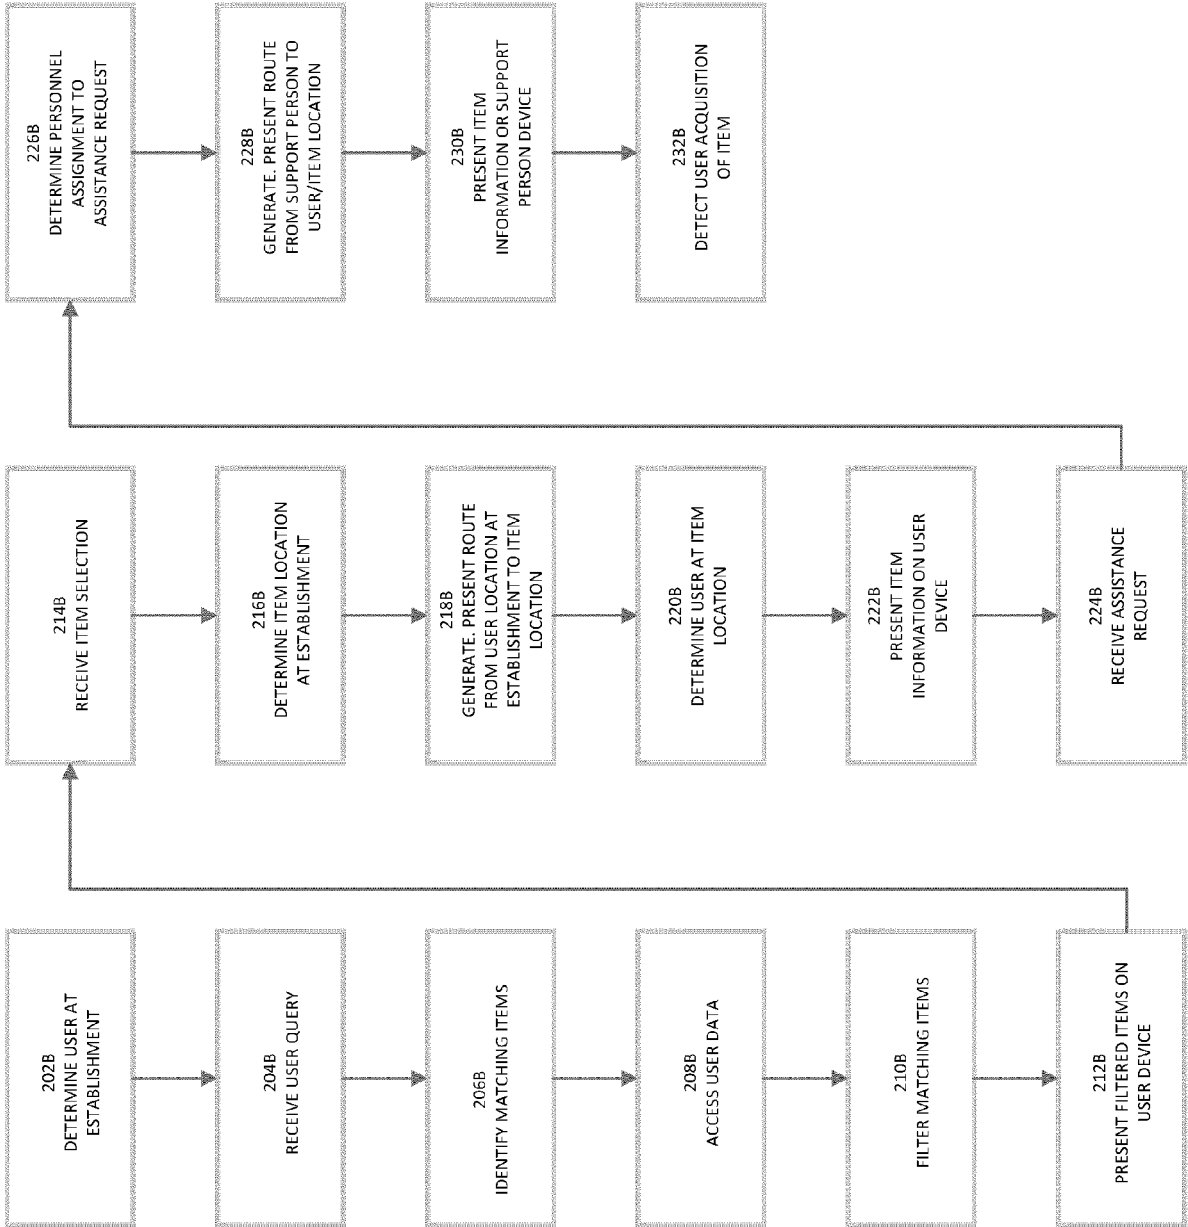 202B
DETERMINE USER AT
ESTABLISHMENT
204B
RECEIVE USER QUERY
206B
IDENTIFY MATCHING ITEMS
208B
ACCESS USER DATA
210B
FILTER MATCHING ITEMS
212B
PRESENT FILTERED ITEMS ON
USER DEVICE
214B
RECEIVE ITEM SELECTION
216B
DETERMINE ITEM LOCATION
AT ESTABLISHMENT
218B
GENERATE. PRESENT ROUTE
FROM USER LOCATION AT
ESTABLISHMENT TO ITEM
LOCATION
220B
DETERMINE USER AT ITEM
LOCATION
222B
PRESENT ITEM
INFORMATION ON USER
DEVICE
224B
RECEIVE ASSISTANCE
REQUEST
226B
DETERMINE PERSONNEL
ASSIGNMENT TO
ASSISTANCE REQUEST
228B
GENERATE. PRESENT ROUTE
FROM SUPPORT PERSON TO
USER/ITEM LOCATION
230B
PRESENT ITEM
INFORMATION OR SUPPORT
PERSON DEVICE
232B
DETECT USER ACQUISITION
OF ITEM